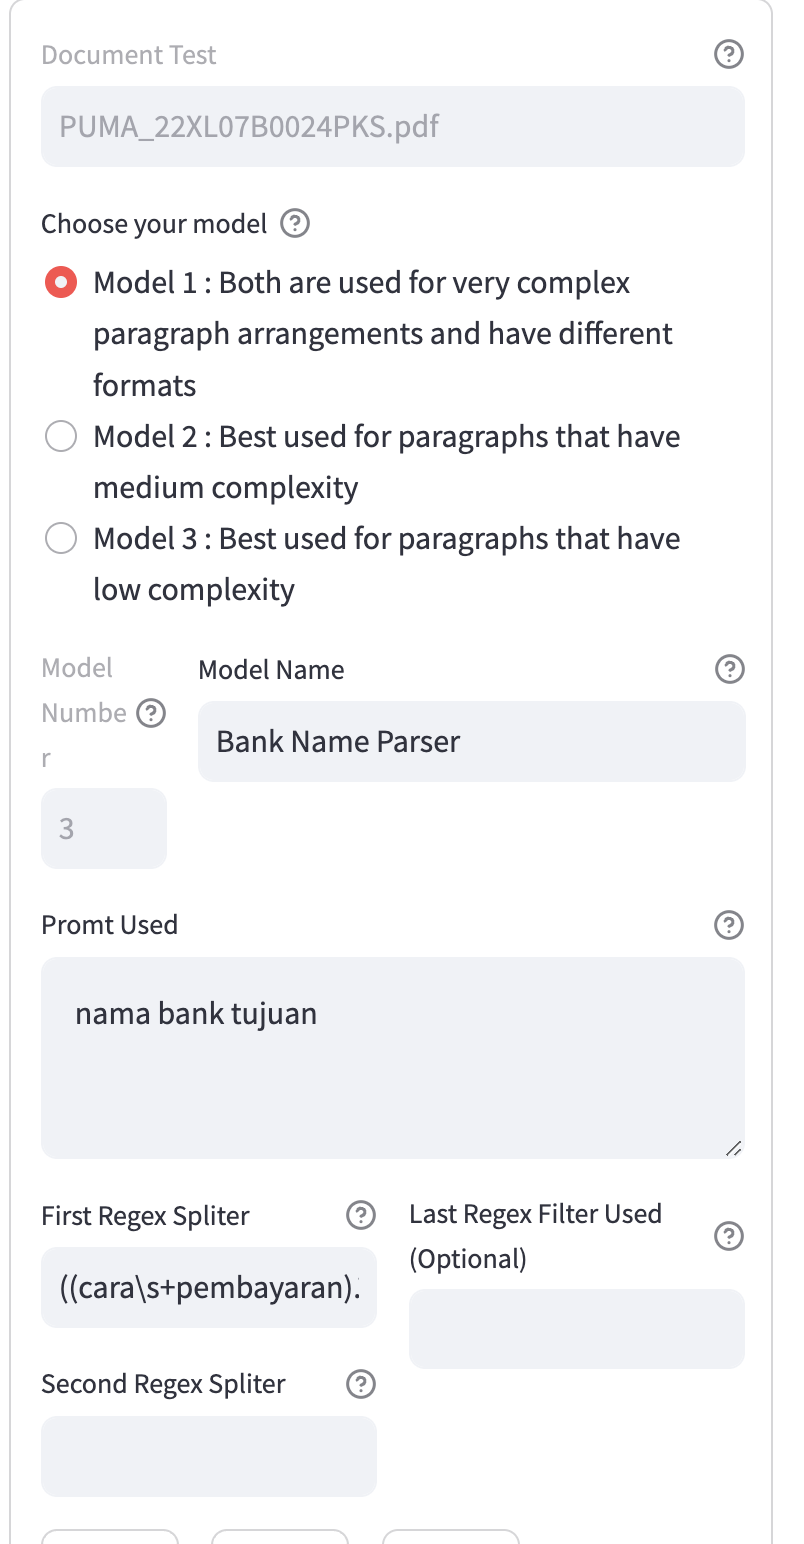 Document Test
PUMA_22XL07B0024PKS.pdf
Choose your model
Model 1 : Both are used for very complex
paragraph arrangements and have different
formats
Model 2 : Best used for paragraphs that have
medium complexity
Model 3 : Best used for paragraphs that have
low complexity
Model
Numbe
r
Model Name
Bank Name Parser
3
Promt Used
nama bank tujuan
First Regex Spliter
Last Regex Filter Used
(Optional)
((cara\s+pembayaran).
Second Regex Spliter